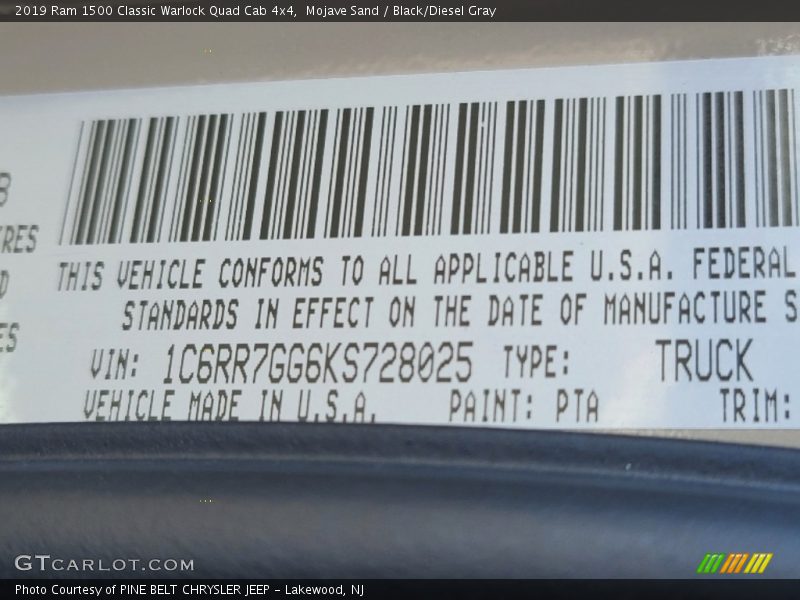 2019 Ram 1500 Classic Warlock Quad Cab 4x4,  Mojave Sand / Black/Diesel Gray
THIS VEHICLE CONFORMS TO ALL APPLICABLE U.S.A. FEDERAL
STANDARDS IN EFFECT ON THE DATE OF MANUFACTURE S
VIN: 1C6RR7GG6KS728025 TYPE: TRUCK
VEHICLE MADE IN U.S.A. PAINT: PTA TRIM:
GTCARLOT.COM
Photo Courtesy of PINE BELT CHRYSLER JEEP - Lakewood, NJ